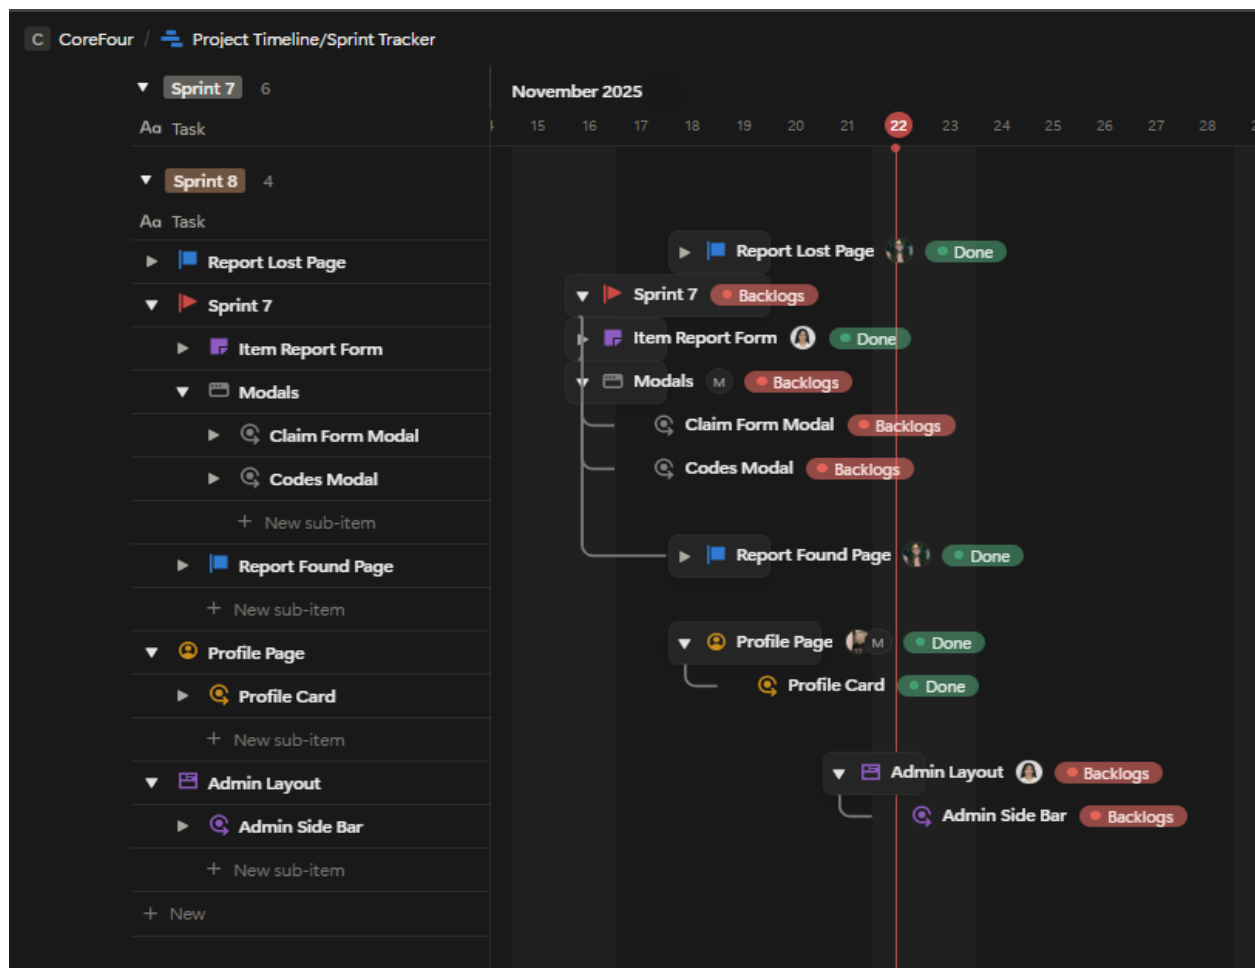 C CoreFour / Project Timeline/Sprint Tracker
Sprint 7 6
November 2025
Aa Task
15 16 17 18 19 20 21 22 23 24 25 26 27 28
Sprint 8 4
Aa Task
Report Lost Page
Report Lost Page Done
Sprint 7
Sprint 7 Backlogs
Item Report Form
Item Report Form Done
Modals
Modals M Backlogs
Claim Form Modal
Claim Form Modal Backlogs
Codes Modal
Codes Modal Backlogs
+ New sub-item
Report Found Page
Report Found Page Done
+ New sub-item
Profile Page
Profile Page M Done
Profile Card
Profile Card Done
+ New sub-item
Admin Layout
Admin Layout Backlogs
Admin Side Bar
Admin Side Bar Backlogs
+ New sub-item
+ New